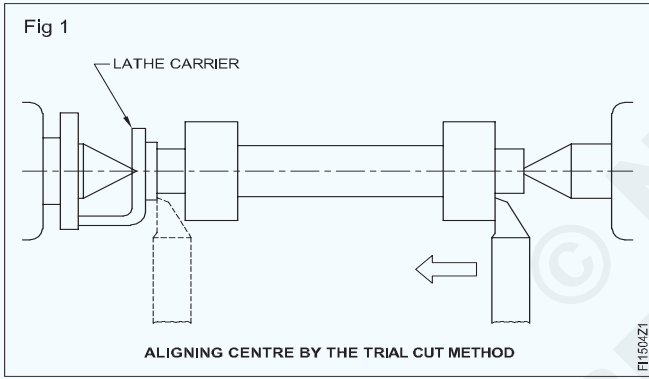 Fig 1
LATHE CARRIER
©
ALIGNING CENTRE BY THE TRIAL CUT METHOD
FI1504Z1